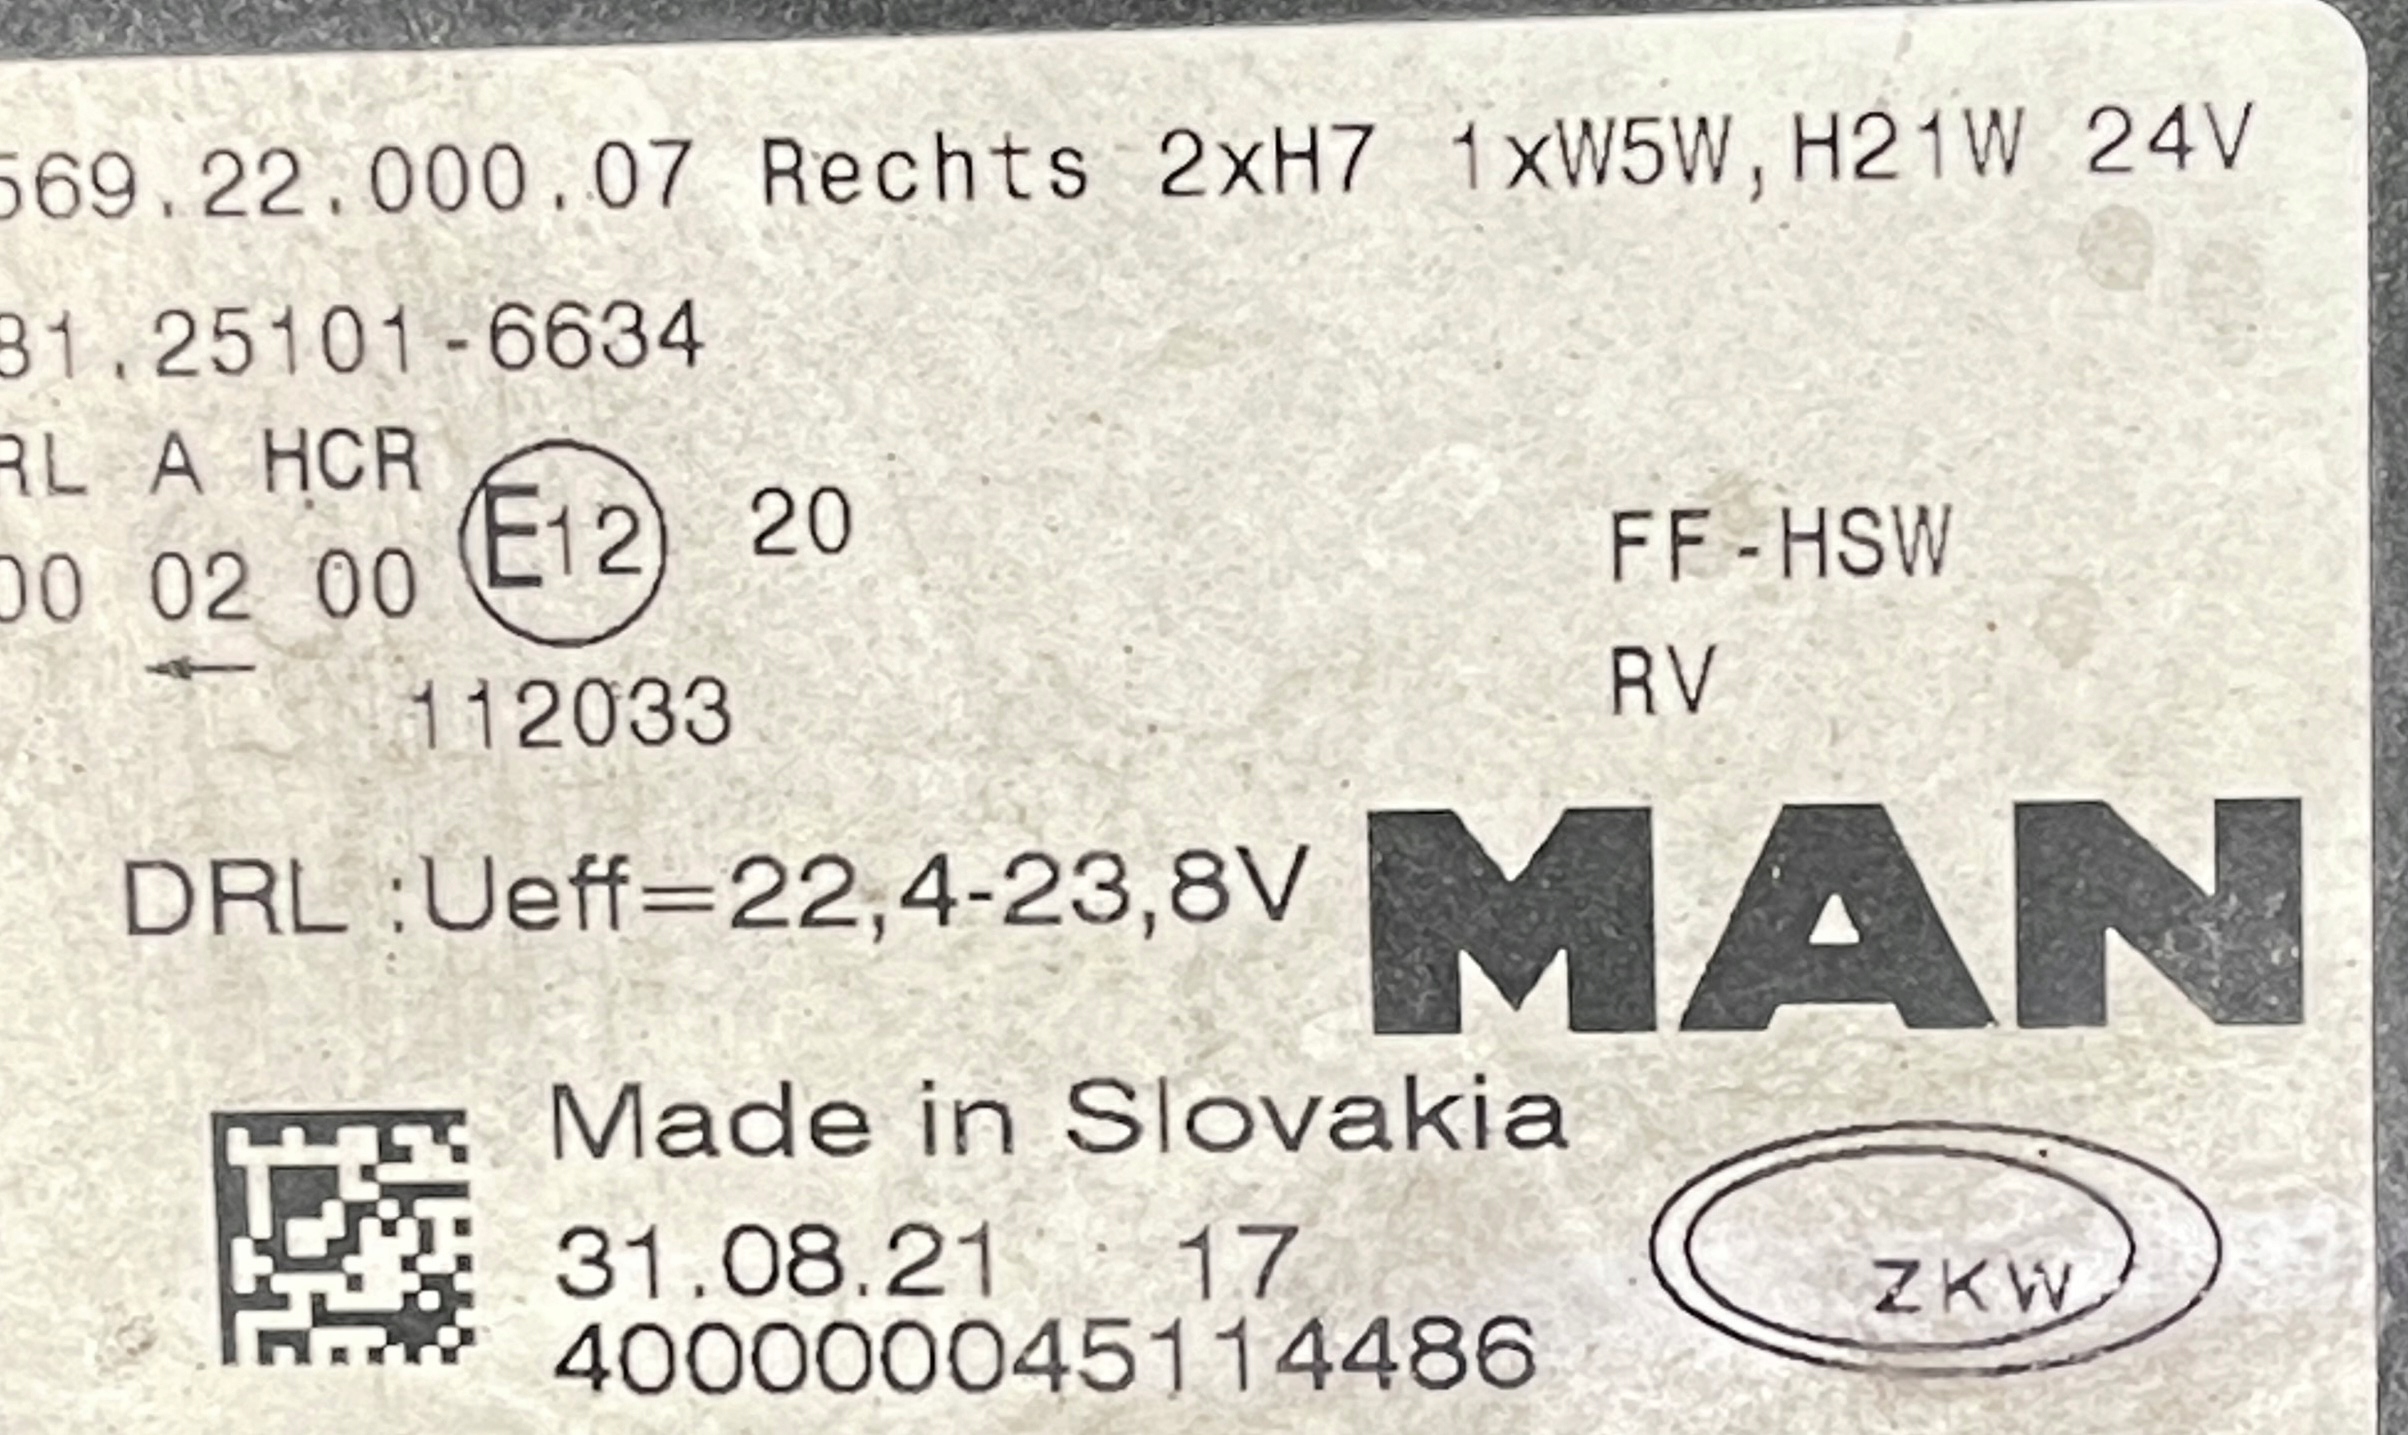 569.22.000.07 Rechts 2xH7 1xW5W,H21W 24V
81.25101-6634
RL A HCR
E12 20
00 02 00
←
112033
FF-HSW
RV
DRL :Ueff=22,4-23,8V
MAN
Made in Slovakia
31.08.21 17
400000045114486
ZKW